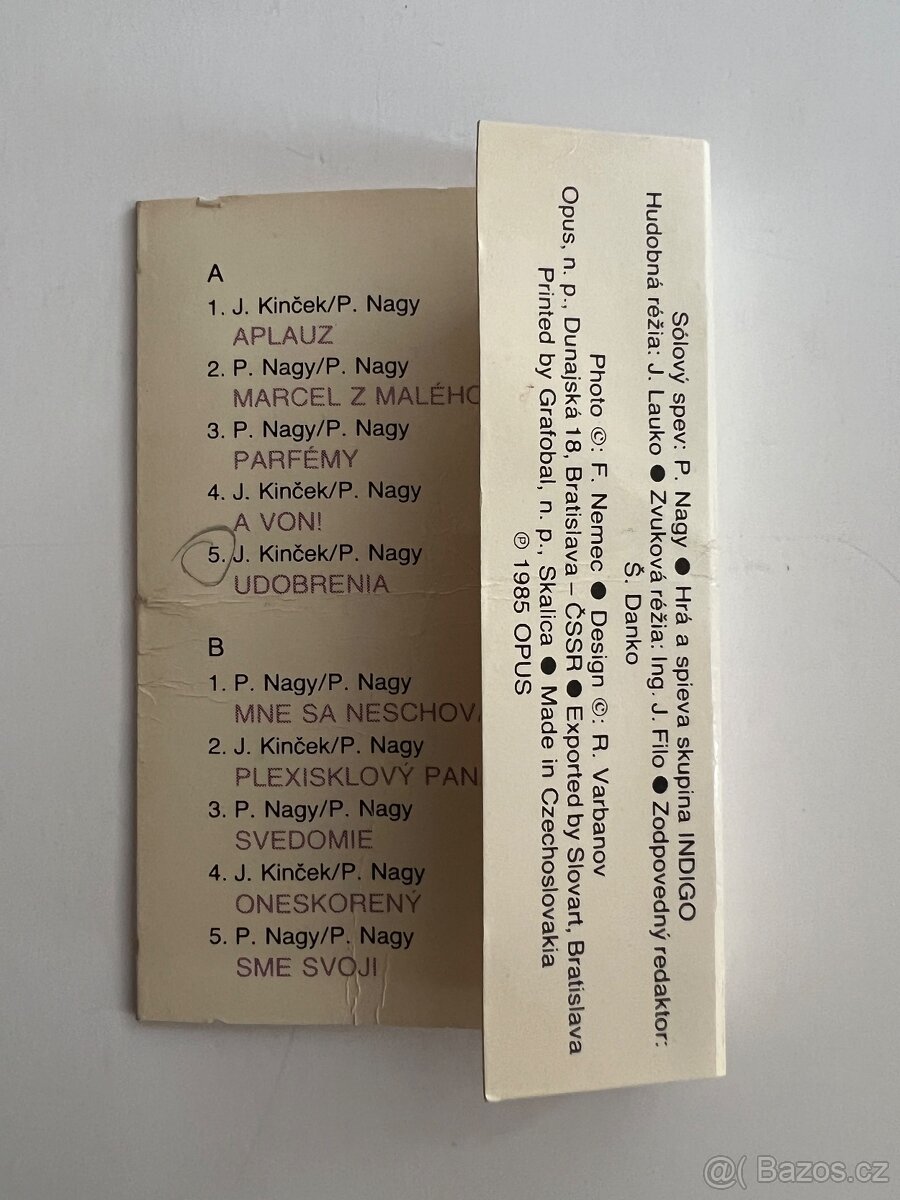 A
1. J. Kinček/P. Nagy
APLAUZ
2. P. Nagy/P. Nagy
MARCEL Z MALÉHO
3. P. Nagy/P. Nagy
PARFÉMY
4. J. Kinček/P. Nagy
A VON!
5. J. Kinček/P. Nagy
UDOBRENIA
B
1. P. Nagy/P. Nagy
MNE SA NESCHOV
2. J. Kinček/P. Nagy
PLEXISKLOVÝ PAN
3. P. Nagy/P. Nagy
SVEDOMIE
4. J. Kinček/P. Nagy
ONESKORENÝ
5. P. Nagy/P. Nagy
SME SVOJI
Sólový spev: P. Nagy ● Hrá a spieva skupina INDIGO
Hudobná réžia: J. Lauko ● Zvuková réžia: Ing. J. Filo ● Zodpovedný redaktor:
Š. Danko
Photo ©: F. Nemec ● Design ©: R. Varbanov
Opus, n. p., Dunajská 18, Bratislava – ČSSR ● Exported by Slovart, Bratislava
Printed by Grafobal, n. p., Skalica ● Made in Czechoslovakia
℗ 1985 OPUS
@( Bazos.cz